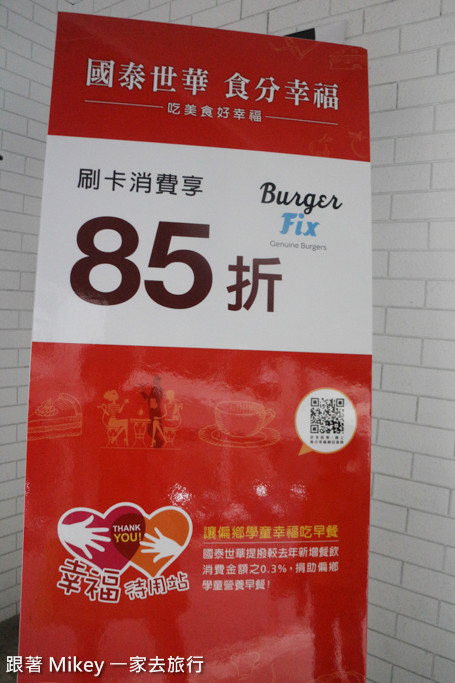 國泰世華 食分幸福
吃美食好幸福
刷卡消費享
85折
Burger
Fix
Genuine Burgers
THANK
YOU!
幸福 待用站
讓偏鄉學童幸福吃早餐
國泰世華提撥較去年新增餐飲
消費金額之0.3%,捐助偏鄉
學童營養早餐!
跟著 Mikey 一家去旅行